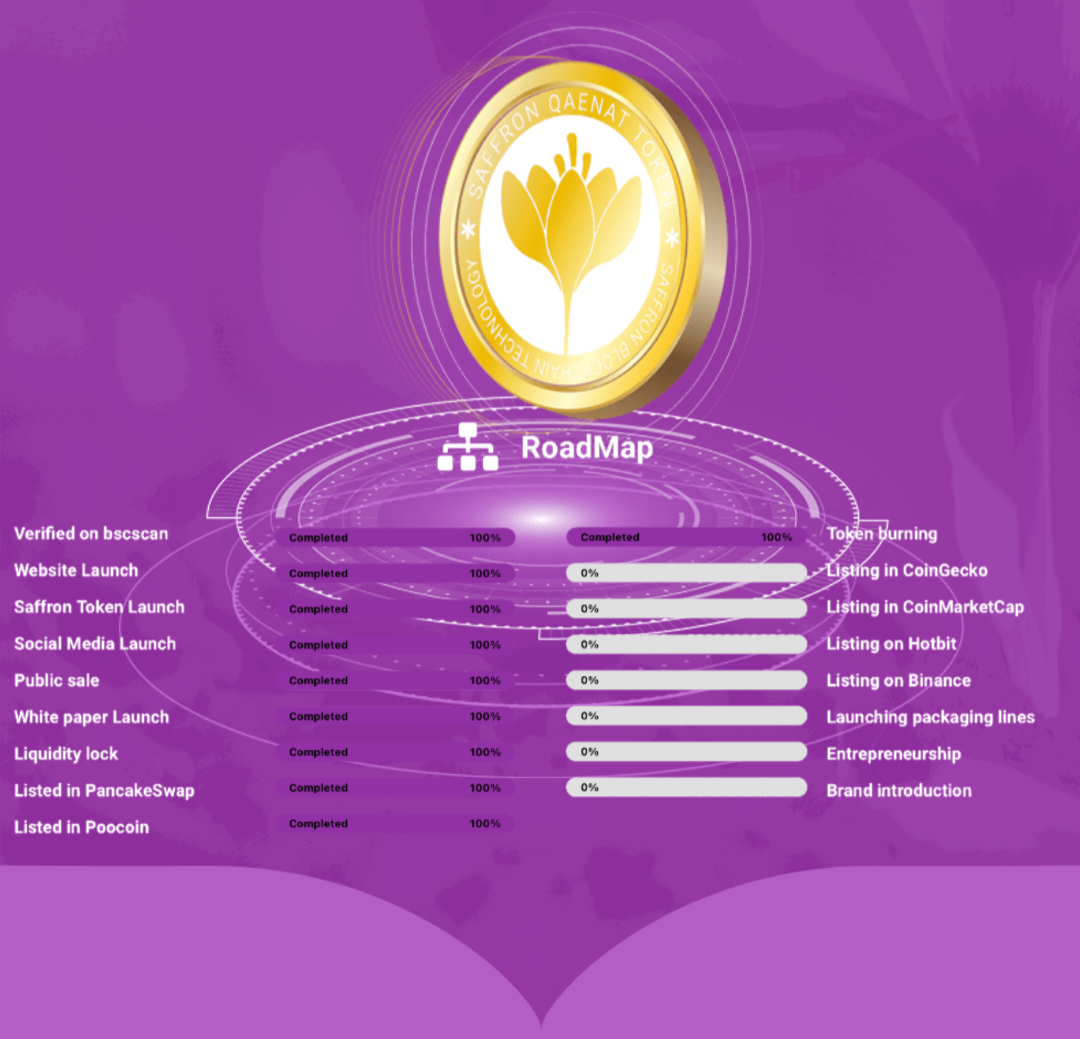 SAFFRON QAENAT TOKEN
SAFFRON BLOCKCHAIN TECHNOLOGY
RoadMap
Verified on bscscan Completed 100%
Website Launch Completed 100%
Saffron Token Launch Completed 100%
Social Media Launch Completed 100%
Public sale Completed 100%
White paper Launch Completed 100%
Liquidity lock Completed 100%
Listed in PancakeSwap Completed 100%
Listed in Poocoin Completed 100%
Completed 100% Token burning
0% Listing in CoinGecko
0% Listing in CoinMarketCap
0% Listing on Hotbit
0% Listing on Binance
0% Launching packaging lines
0% Entrepreneurship
0% Brand introduction